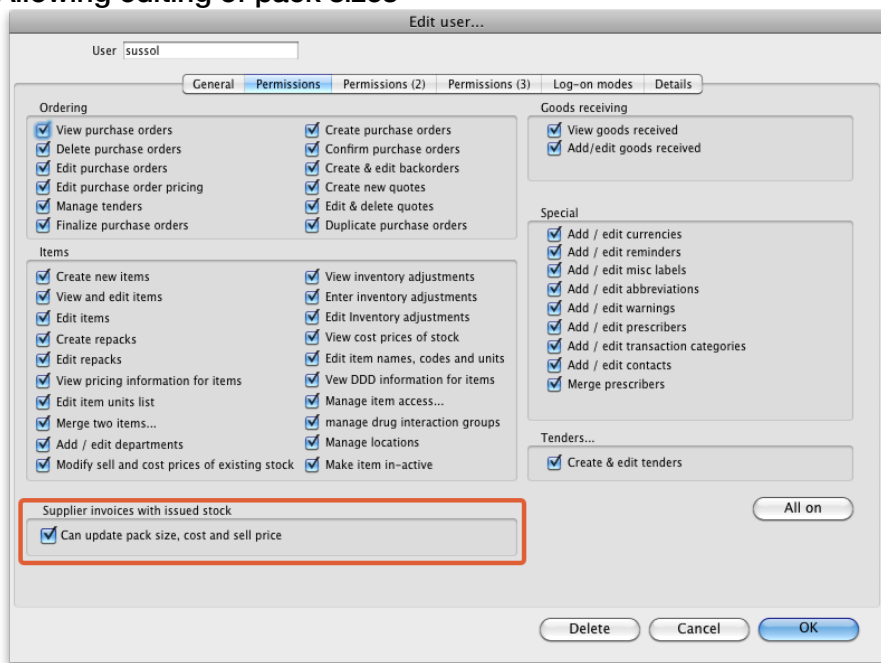 Allowing editing of pack sizes
Edit user...
User sussol
General Permissions Permissions (2) Permissions (3) Log-on modes Details
Ordering
View purchase orders
Delete purchase orders
Edit purchase orders
Edit purchase order pricing
Manage tenders
Finalize purchase orders
Create purchase orders
Confirm purchase orders
Create & edit backorders
Create new quotes
Edit & delete quotes
Duplicate purchase orders
Items
Create new items
View and edit items
Edit items
Create repacks
Edit repacks
View pricing information for items
Edit item units list
Merge two items...
Add / edit departments
Modify sell and cost prices of existing stock
View inventory adjustments
Enter inventory adjustments
Edit Inventory adjustments
View cost prices of stock
Edit item names, codes and units
Vew DDD information for items
Manage item access...
manage drug interaction groups
Manage locations
Make item in-active
Supplier invoices with issued stock
Can update pack size, cost and sell price
Goods receiving
View goods received
Add/edit goods received
Special
Add / edit currencies
Add / edit reminders
Add / edit misc labels
Add / edit abbreviations
Add / edit warnings
Add / edit prescribers
Add / edit transaction categories
Add / edit contacts
Merge prescribers
Tenders...
Create & edit tenders
All on
Delete Cancel OK